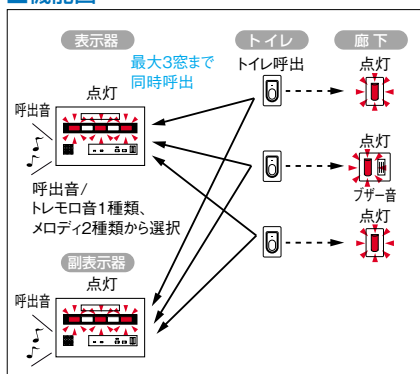 ■機能図
表示器
トイレ
廊下
最大3窓まで
同時呼出
トイレ呼出
点灯
点灯
呼出音
点灯
ブザー音
呼出音/
トレモロ音1種類、
メロディ2種類から選択
点灯
副表示器
点灯
呼出音